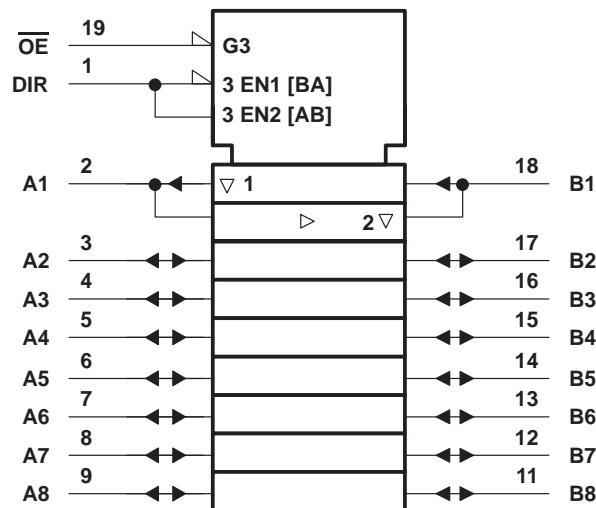 19
OE
G3
1
DIR
3 EN1 [BA]
3 EN2 [AB]
2
18
A1
▽ 1
B1
▷ 2 ▽
3
17
A2
B2
4
16
A3
B3
5
15
A4
B4
6
14
A5
B5
7
13
A6
B6
8
12
A7
B7
9
11
A8
B8